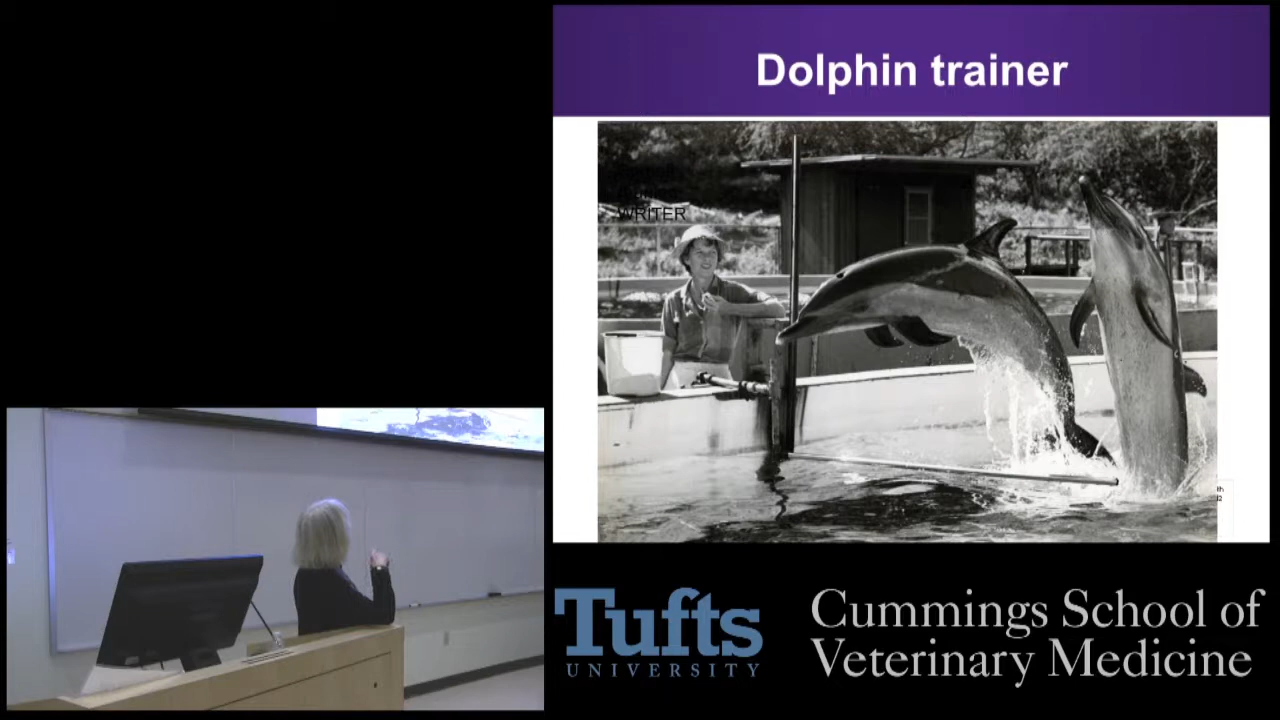 Dolphin trainer
WRITER
Tufts
UNIVERSITY
Cummings School of
Veterinary Medicine